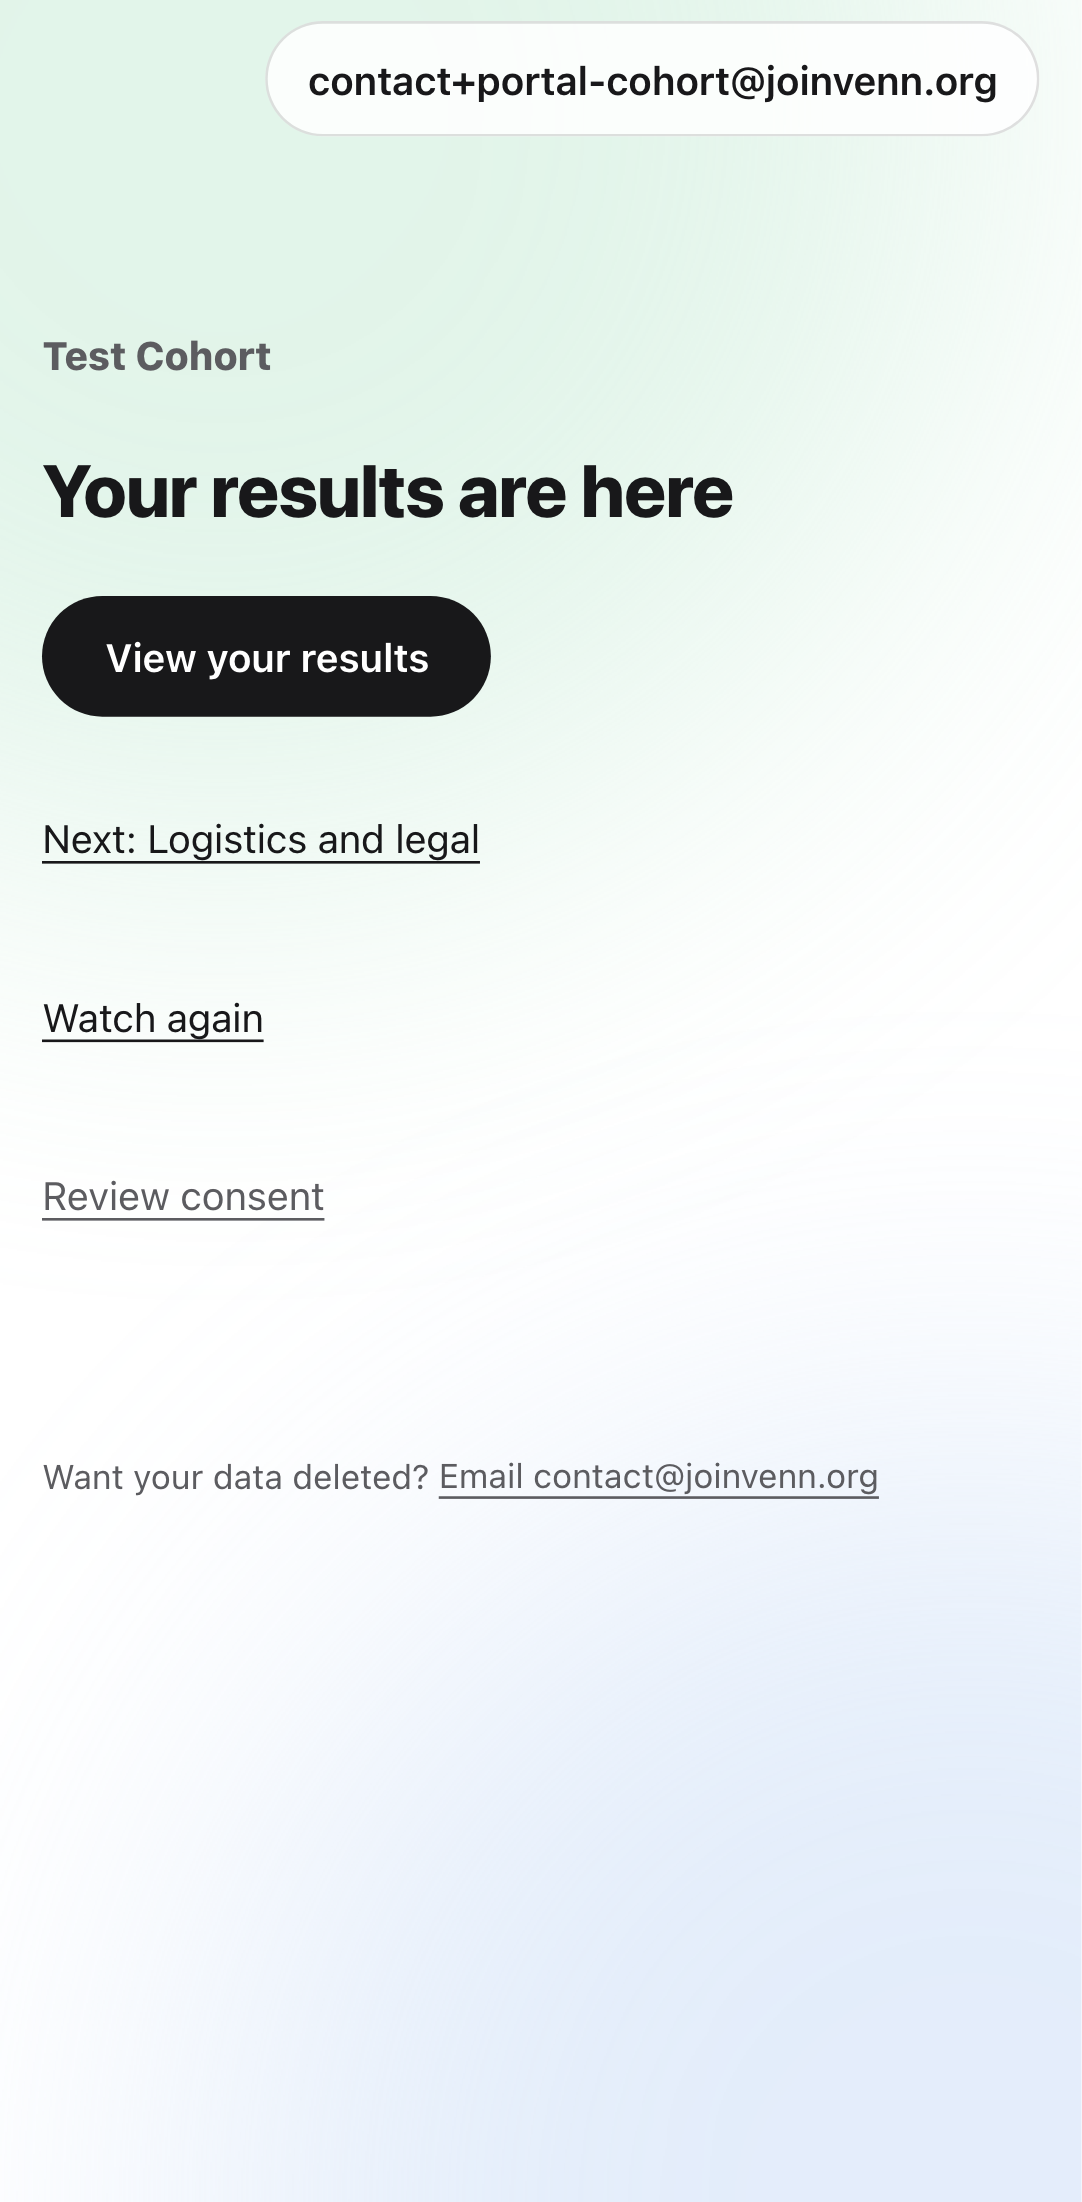 contact+portal-cohort@joinvenn.org
Test Cohort
Your results are here
View your results
Next: Logistics and legal
Watch again
Review consent
Want your data deleted? Email contact@joinvenn.org